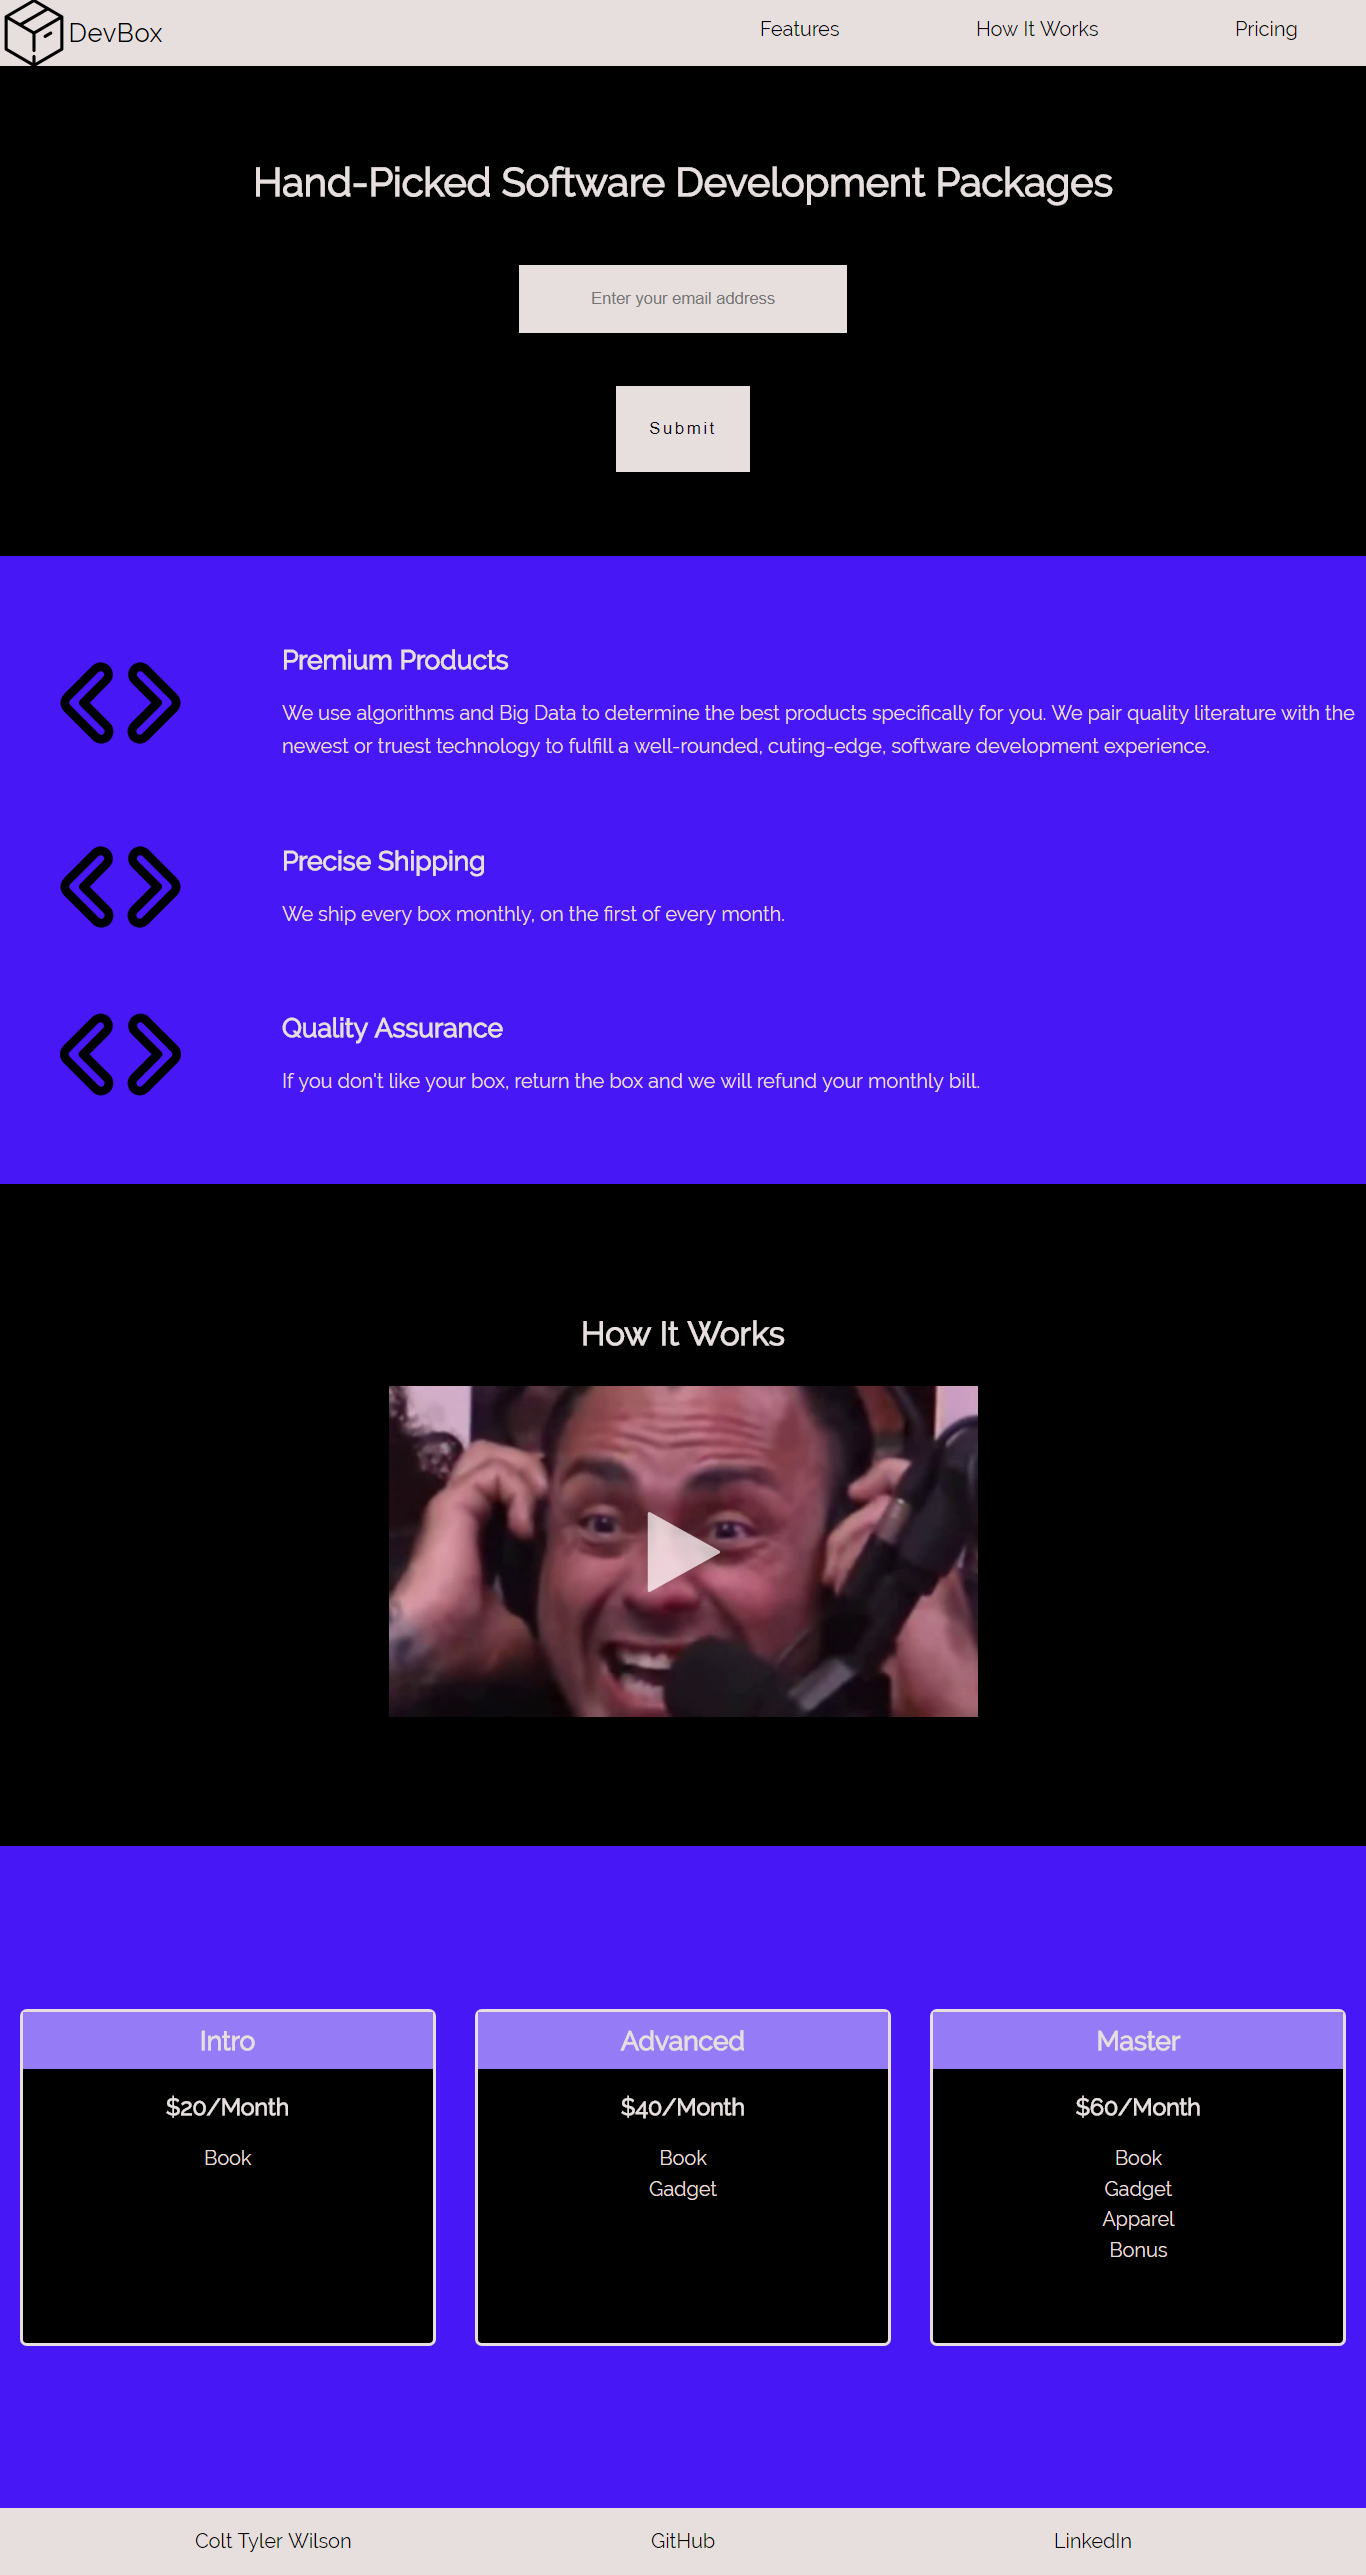 DevBox
Features
How It Works
Pricing
Hand-Picked Software Development Packages
Enter your email address
Submit
Premium Products
We use algorithms and Big Data to determine the best products specifically for you. We pair quality literature with the
newest or truest technology to fulfill a well-rounded, cuting-edge, software development experience.
Precise Shipping
We ship every box monthly, on the first of every month.
Quality Assurance
If you don't like your box, return the box and we will refund your monthly bill.
How It Works
Intro
$20/Month
Book
Advanced
$40/Month
Book
Gadget
Master
$60/Month
Book
Gadget
Apparel
Bonus
Colt Tyler Wilson
GitHub
LinkedIn